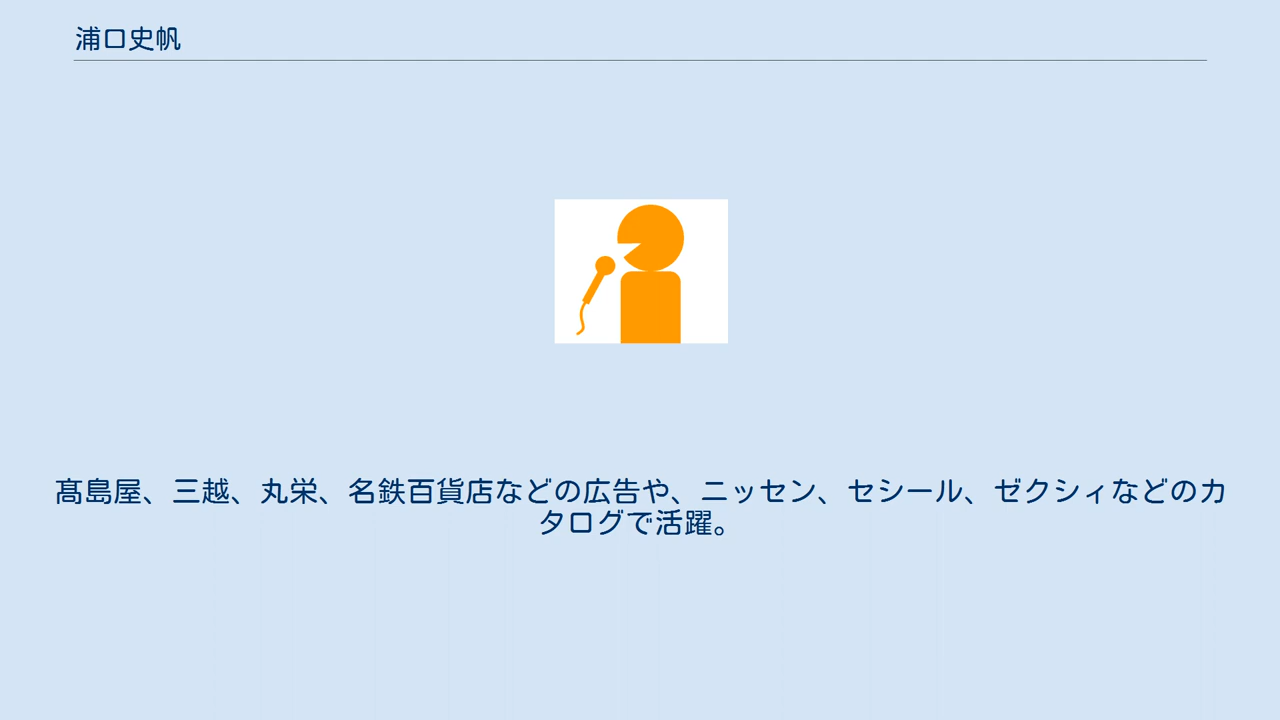 浦口史帆
髙島屋、三越、丸栄、名鉄百貨店などの広告や、ニッセン、セシール、ゼクシィなどのカ
タログで活躍。